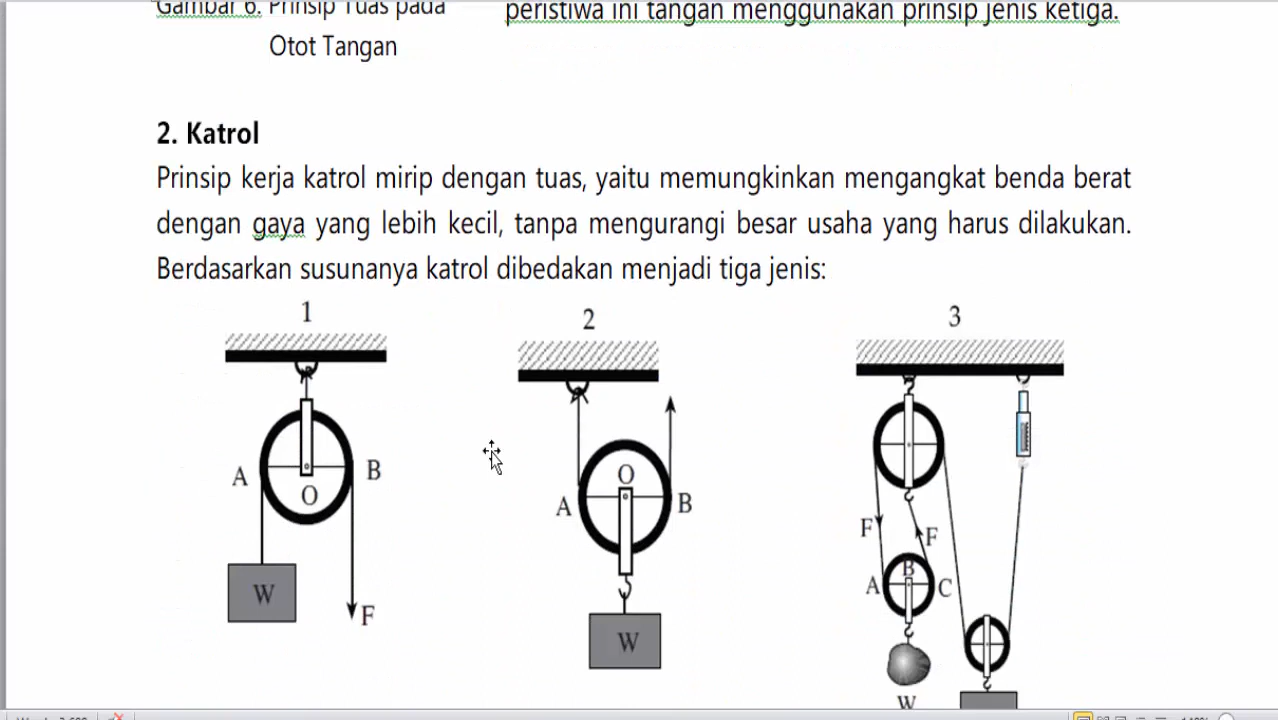 Gambar 6. Prinsip Tuas pada
Otot Tangan
peristiwa ini tangan menggunakan prinsip jenis ketiga.
2. Katrol
Prinsip kerja katrol mirip dengan tuas, yaitu memungkinkan mengangkat benda berat
dengan gaya yang lebih kecil, tanpa mengurangi besar usaha yang harus dilakukan.
Berdasarkan susunanya katrol dibedakan menjadi tiga jenis:
1
A
B
O
W
F
2
O
A
B
W
3
F
F
B
A
C
W